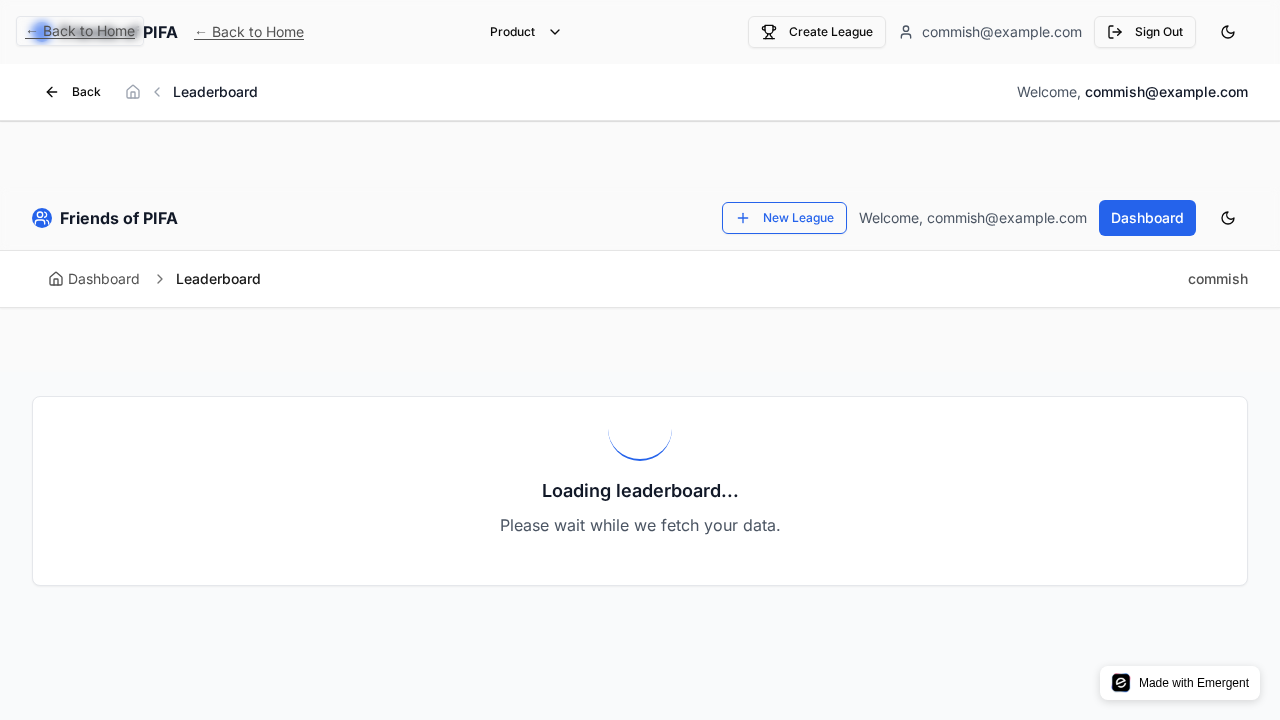 ← Back to Home
PIFA
← Back to Home
Product
Create League
commish@example.com
Sign Out
Back
Leaderboard
Welcome, commish@example.com
Friends of PIFA
New League
Welcome, commish@example.com
Dashboard
Dashboard
Leaderboard
commish
Loading leaderboard...
Please wait while we fetch your data.
Made with Emergent